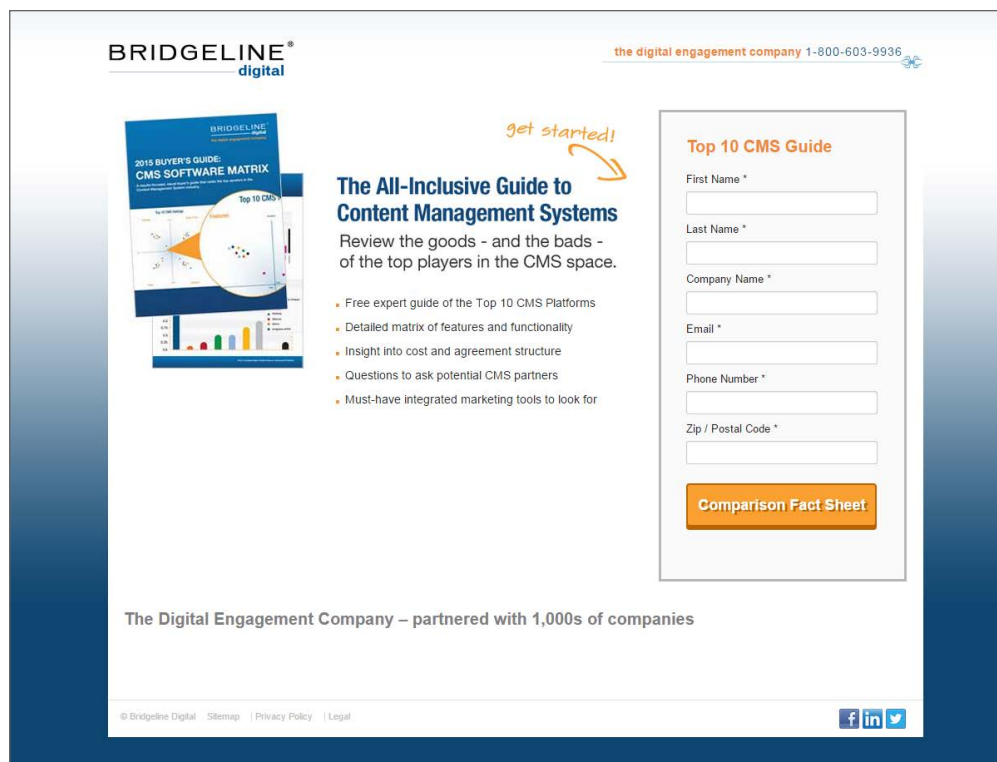 BRIDGELINE®
digital
the digital engagement company 1-800-603-9936
BRIDGELINE
digital
the digital engagement company
2015 BUYER'S GUIDE:
CMS SOFTWARE MATRIX
Top 10 CMS
Features
get started!
The All-Inclusive Guide to
Content Management Systems
Review the goods - and the bads -
of the top players in the CMS space.
Free expert guide of the Top 10 CMS Platforms
Detailed matrix of features and functionality
Insight into cost and agreement structure
Questions to ask potential CMS partners
Must-have integrated marketing tools to look for
Top 10 CMS Guide
First Name *
Last Name *
Company Name *
Email *
Phone Number *
Zip / Postal Code *
Comparison Fact Sheet
The Digital Engagement Company – partnered with 1,000s of companies
© Bridgeline Digital Sitemap | Privacy Policy | Legal